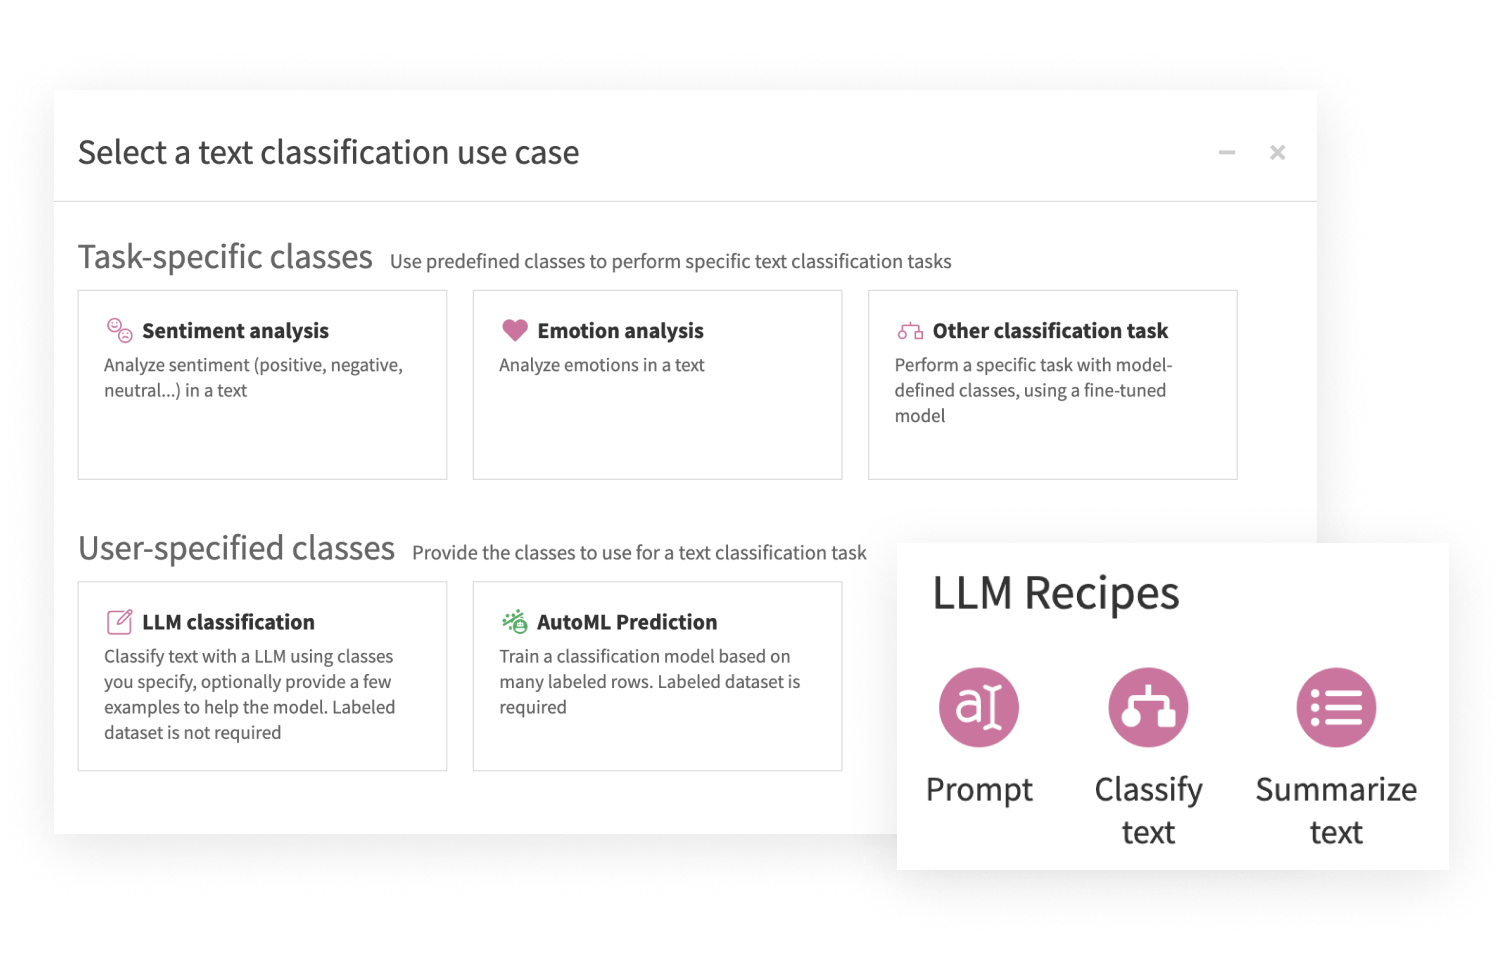 Select a text classification use case
Task-specific classes Use predefined classes to perform specific text classification tasks
Sentiment analysis
Analyze sentiment (positive, negative,
neutral...) in a text
Emotion analysis
Analyze emotions in a text
Other classification task
Perform a specific task with model-
defined classes, using a fine-tuned
model
User-specified classes Provide the classes to use for a text classification task
LLM classification
Classify text with a LLM using classes
you specify, optionally provide a few
examples to help the model. Labeled
dataset is not required
AutoML Prediction
Train a classification model based on
many labeled rows. Labeled dataset is
required
LLM Recipes
Prompt
Classify
text
Summarize
text